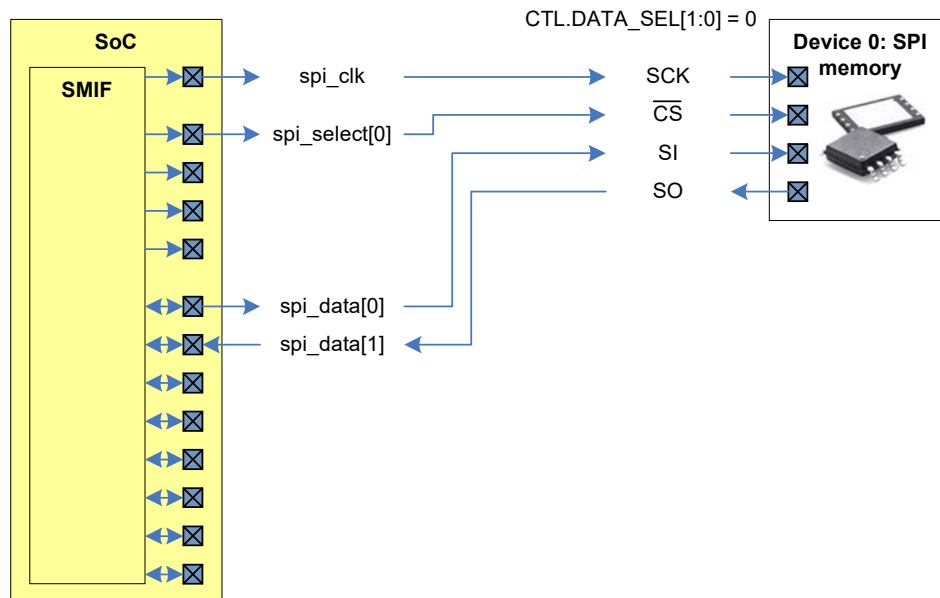 CTL.DATA_SEL[1:0] = 0
SoC
SMIF
Device 0: SPI
memory
spi_clk
SCK
spi_select[0]
CS
SI
SO
spi_data[0]
spi_data[1]